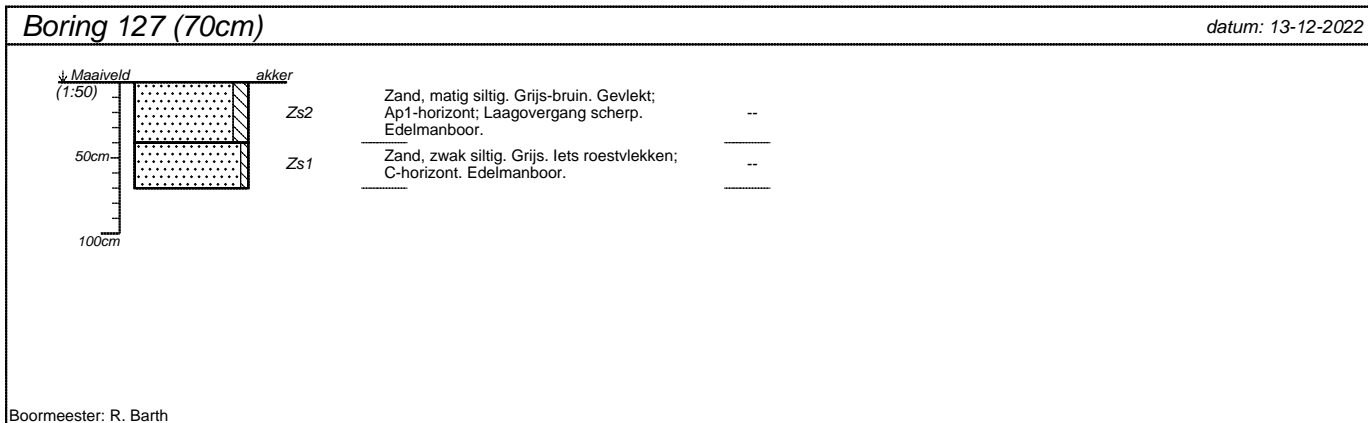 Boring 127 (70cm)
datum: 13-12-2022
Maaiveld
akker
(1:50)
Zs2
Zand, matig siltig. Grijs-bruin. Gevlekt;
Ap1-horizont; Laagovergang scherp.
Edelmanboor.
--
50cm
Zs1
Zand, zwak siltig. Grijs. Iets roestvlekken;
C-horizont. Edelmanboor.
--
100cm
Boormeester: R. Barth